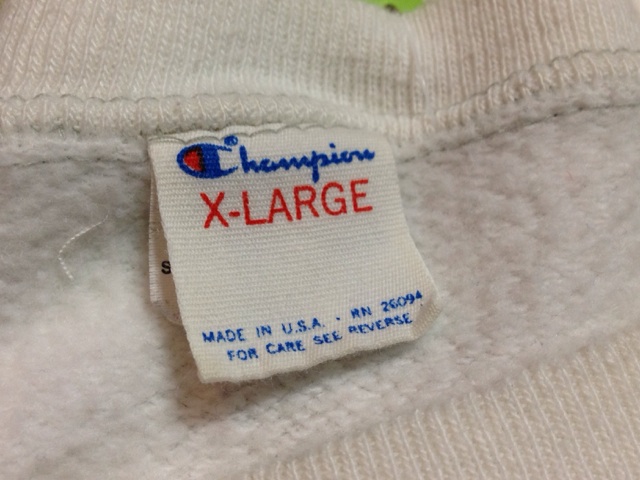 Champion®
X-LARGE
S
MADE IN U.S.A. · RN 26094
FOR CARE SEE REVERSE